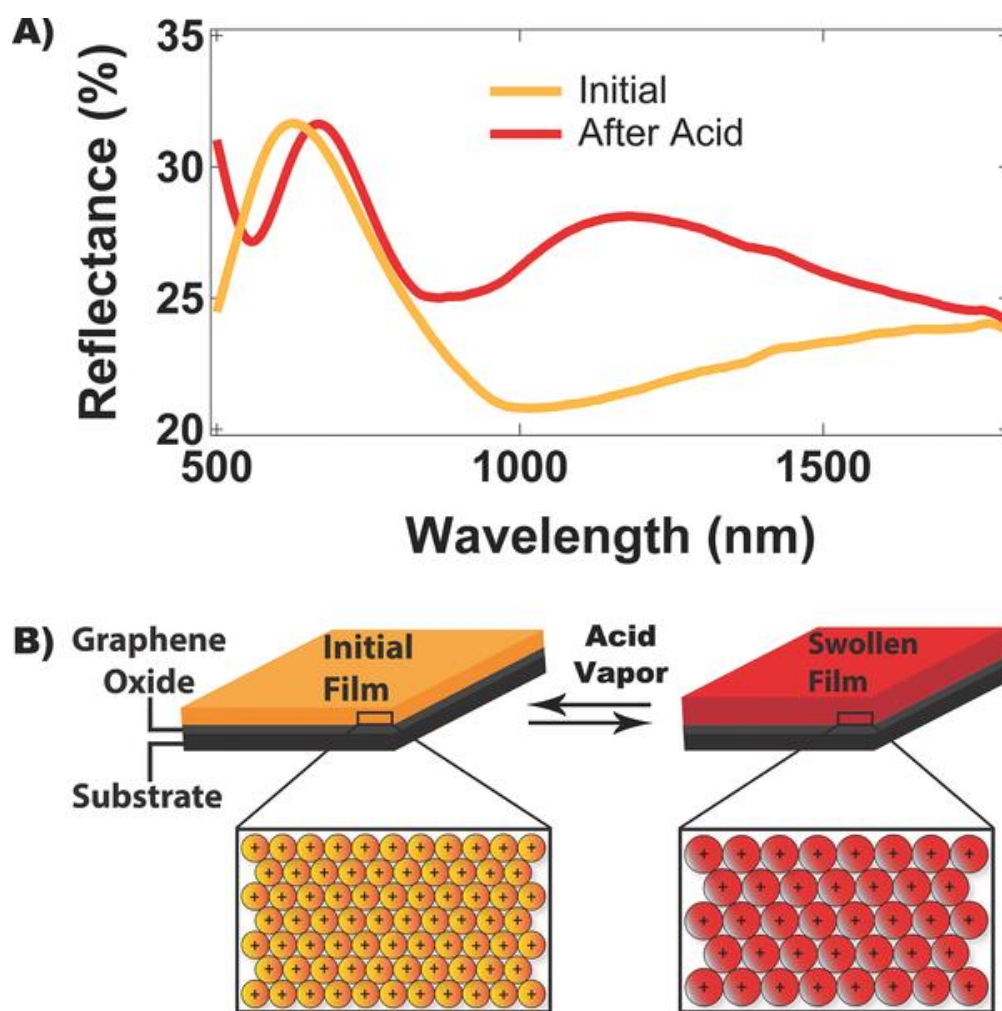 A)
Reflectance (%)
35
30
25
20
Initial
After Acid
500
1000
1500
Wavelength (nm)
B)
Graphene
Oxide
Substrate
Initial
Film
Acid
Vapor
Swollen
Film
+ + + + + + + + + + +
+ + + + + + + + + +
+ + + + + + + + + + +
+ + + + + + + + + +
+ + + + + + + + + + +
+ + + + + + + + + +
+ + + + + + + + + + +
+ + + + + + + +
+ + + + + + +
+ + + + + + + +
+ + + + + + +
+ + + + + + + +